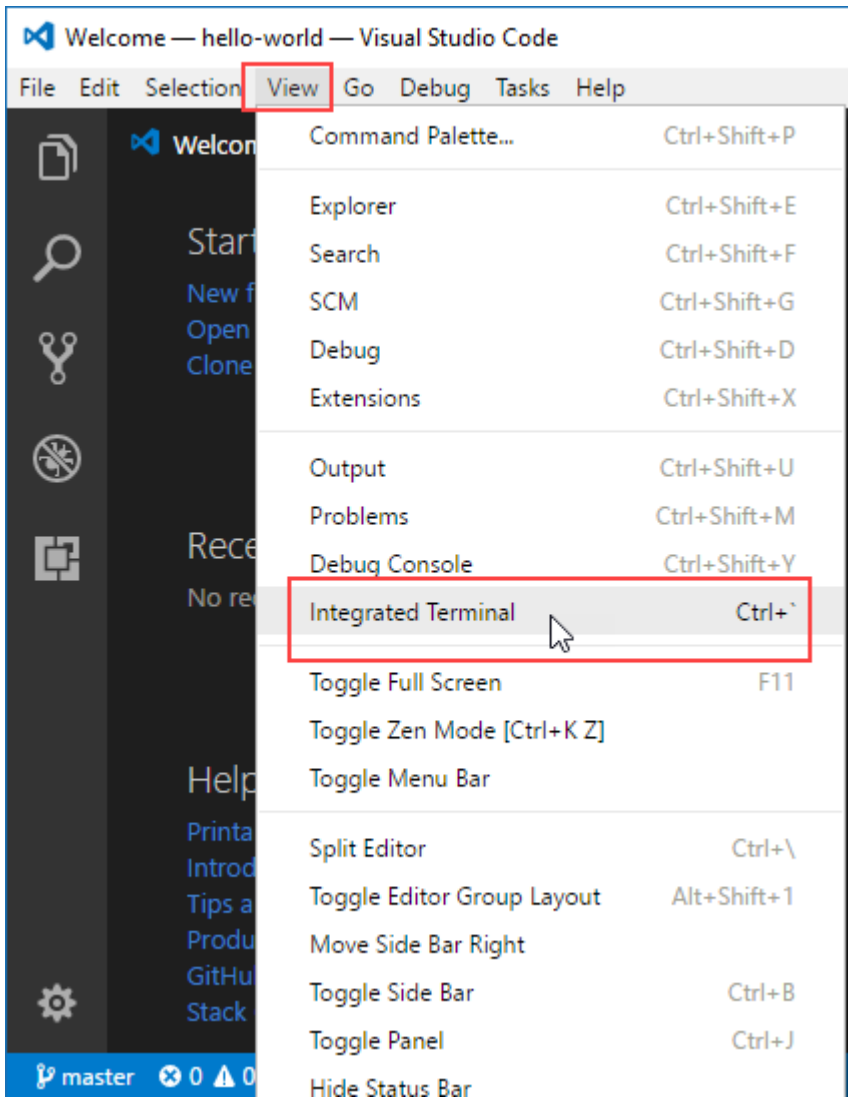 Welcome — hello-world — Visual Studio Code
File Edit Selection View Go Debug Tasks Help
Command Palette... Ctrl+Shift+P
Explorer Ctrl+Shift+E
Search Ctrl+Shift+F
SCM Ctrl+Shift+G
Debug Ctrl+Shift+D
Extensions Ctrl+Shift+X
Output Ctrl+Shift+U
Problems Ctrl+Shift+M
Debug Console Ctrl+Shift+Y
Integrated Terminal Ctrl+`
Toggle Full Screen F11
Toggle Zen Mode [Ctrl+K Z]
Toggle Menu Bar
Split Editor Ctrl+\
Toggle Editor Group Layout Alt+Shift+1
Move Side Bar Right
Toggle Side Bar Ctrl+B
Toggle Panel Ctrl+J
Hide Status Bar
Welcom
Start
New f
Open
Clone
Rece
No re
Help
Printa
Introd
Tips a
Produ
GitHu
Stack
master 0 0